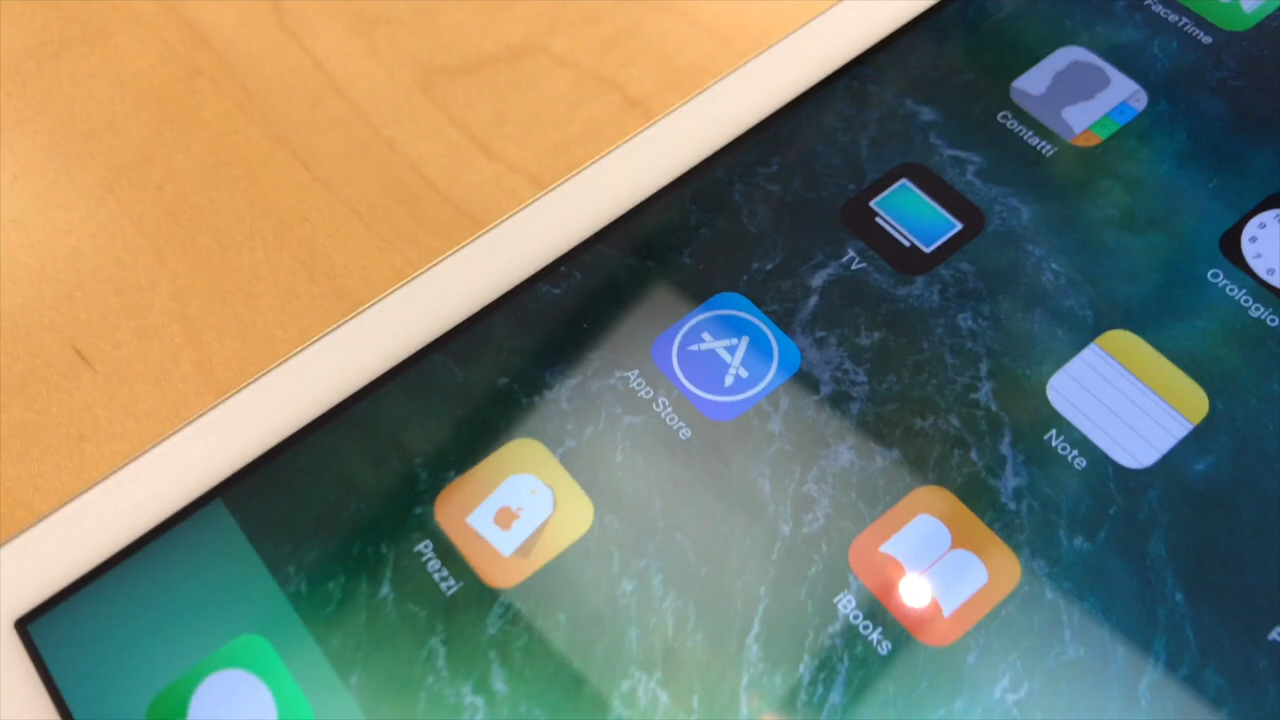 FaceTime
Contatti
TV
Orologio
App Store
Note
Prezzi
iBooks